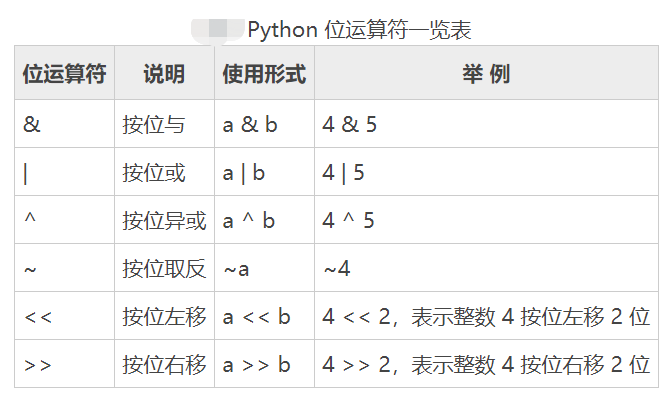 Python 位运算符一览表
位运算符 说明 使用形式 举 例
& 按位与 a & b 4 & 5
| 按位或 a | b 4 | 5
^ 按位异或 a ^ b 4 ^ 5
~ 按位取反 ~a ~4
<< 按位左移 a << b 4 << 2，表示整数 4 按位左移 2 位
>> 按位右移 a >> b 4 >> 2，表示整数 4 按位右移 2 位